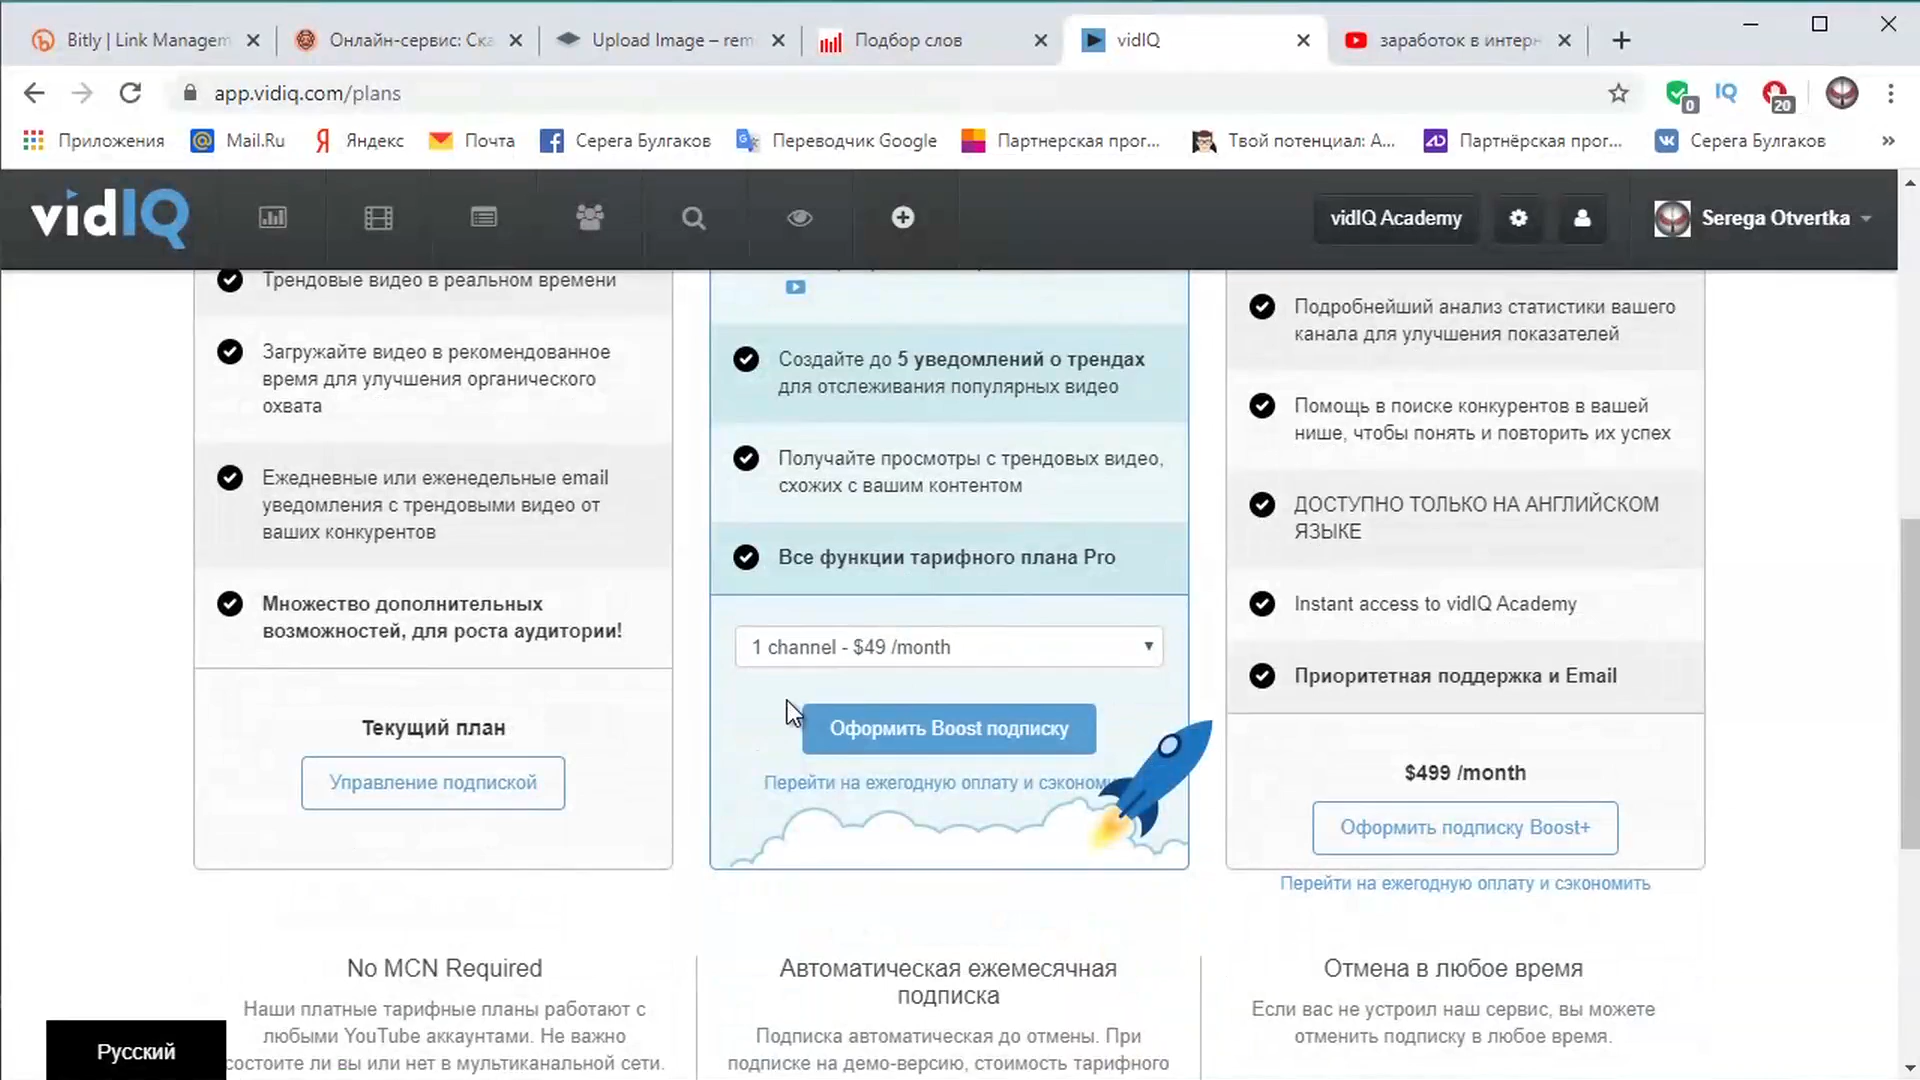 Bitly | Link Managem
Онлайн-сервис: Ска
Upload Image – rem
Подбор слов
vidIQ
заработок в интерн
app.vidiq.com/plans
0
IQ
20
Приложения
Mail.Ru
Яндекс
Почта
Серега Булгаков
Переводчик Google
Партнерская прог...
Твой потенциал: А...
Партнёрская прог...
Серега Булгаков
»
vidIQ
vidIQ Academy
Serega Otvertka
Трендовые видео в реальном времени
Загружайте видео в рекомендованное
время для улучшения органического
охвата
Ежедневные или еженедельные email
уведомления с трендовыми видео от
ваших конкурентов
Множество дополнительных
возможностей, для роста аудитории!
Текущий план
Управление подпиской
Создайте до 5 уведомлений о трендах
для отслеживания популярных видео
Получайте просмотры с трендовых видео,
схожих с вашим контентом
Все функции тарифного плана Pro
1 channel - $49 /month
Оформить Boost подписку
Перейти на ежегодную оплату и сэконом
Подробнейший анализ статистики вашего
канала для улучшения показателей
Помощь в поиске конкурентов в вашей
нише, чтобы понять и повторить их успех
ДОСТУПНО ТОЛЬКО НА АНГЛИЙСКОМ
ЯЗЫКЕ
Instant access to vidIQ Academy
Приоритетная поддержка и Email
$499 /month
Оформить подписку Boost+
Перейти на ежегодную оплату и сэкономить
No MCN Required
Наши платные тарифные планы работают с
любыми YouTube аккаунтами. Не важно
состоите ли вы или нет в мультиканальной сети.
Автоматическая ежемесячная
подписка
Подписка автоматическая до отмены. При
подписке на демо-версию, стоимость тарифного
Отмена в любое время
Если вас не устроил наш сервис, вы можете
отменить подписку в любое время.
Русский